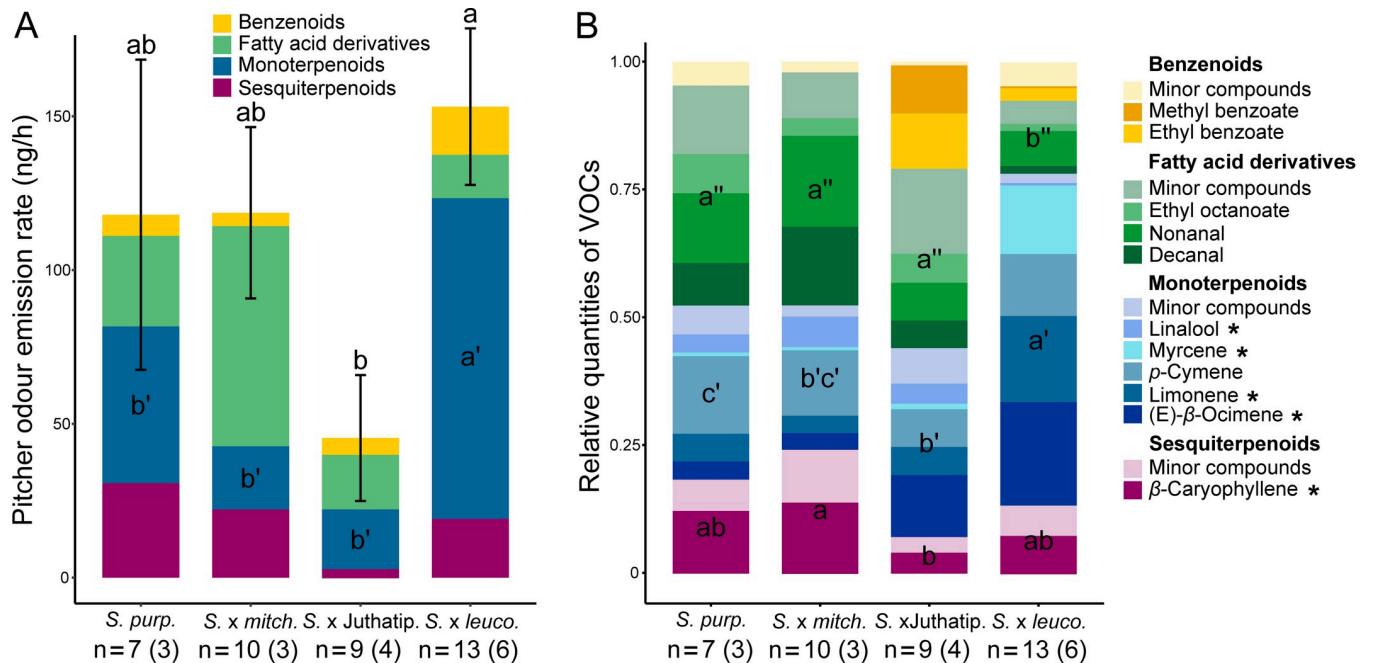 A
Benzenoids
Fatty acid derivatives
Monoterpenoids
Sesquiterpenoids
Pitcher odour emission rate (ng/h)
150
100
50
0
ab
ab
b
a
b'
b'
b'
a'
S. purp.
S. x mitch.
S. x Juthatip.
S. x leuco.
n=7 (3)
n=10 (3)
n=9 (4)
n=13 (6)
B
Relative quantities of VOCs
1.00
0.75
0.50
0.25
0
a"
a"
a"
b"
c'
b'c'
b'
a'
ab
a
b
ab
S. purp.
S. x mitch.
S. xJuthatip.
S. x leuco.
n=7 (3)
n=10 (3)
n=9 (4)
n=13 (6)
Benzenoids
Minor compounds
Methyl benzoate
Ethyl benzoate
Fatty acid derivatives
Minor compounds
Ethyl octanoate
Nonanal
Decanal
Monoterpenoids
Minor compounds
Linalool *
Myrcene *
p-Cymene
Limonene *
(E)-β-Ocimene *
Sesquiterpenoids
Minor compounds
β-Caryophyllene *